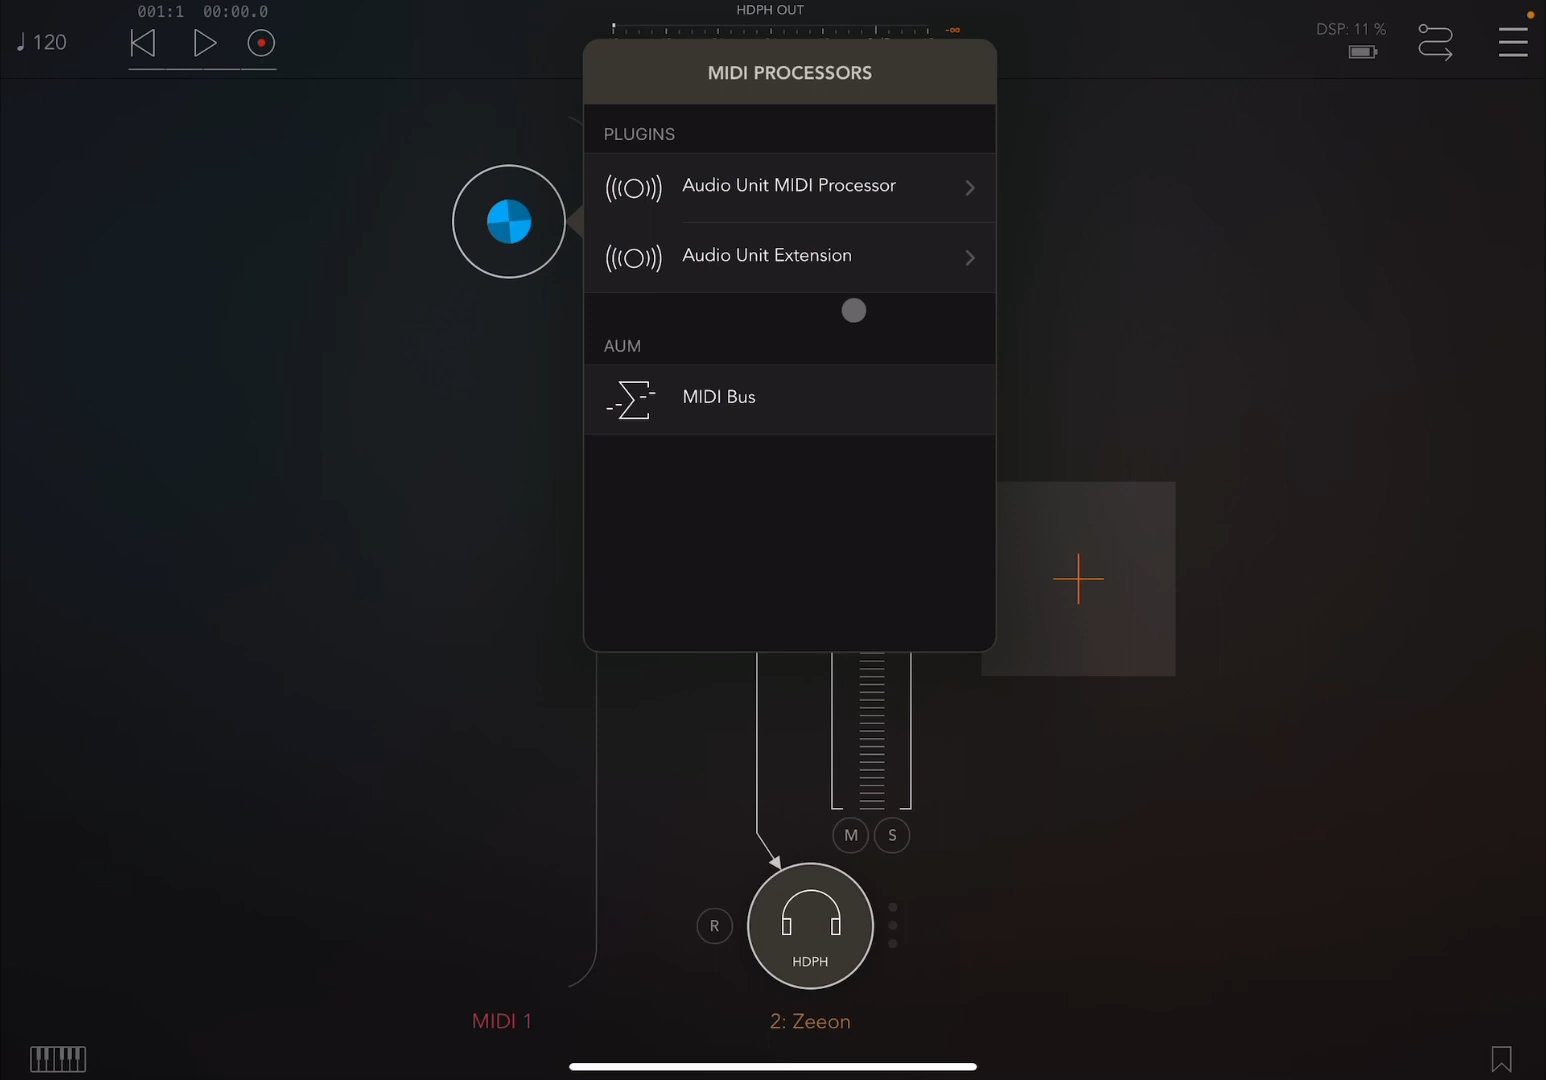 001:1 00:00.0
HDPH OUT
120
-∞
DSP: 11 %
MIDI PROCESSORS
PLUGINS
Audio Unit MIDI Processor
Audio Unit Extension
AUM
MIDI Bus
M S
R
HDPH
MIDI 1
2: Zeeon